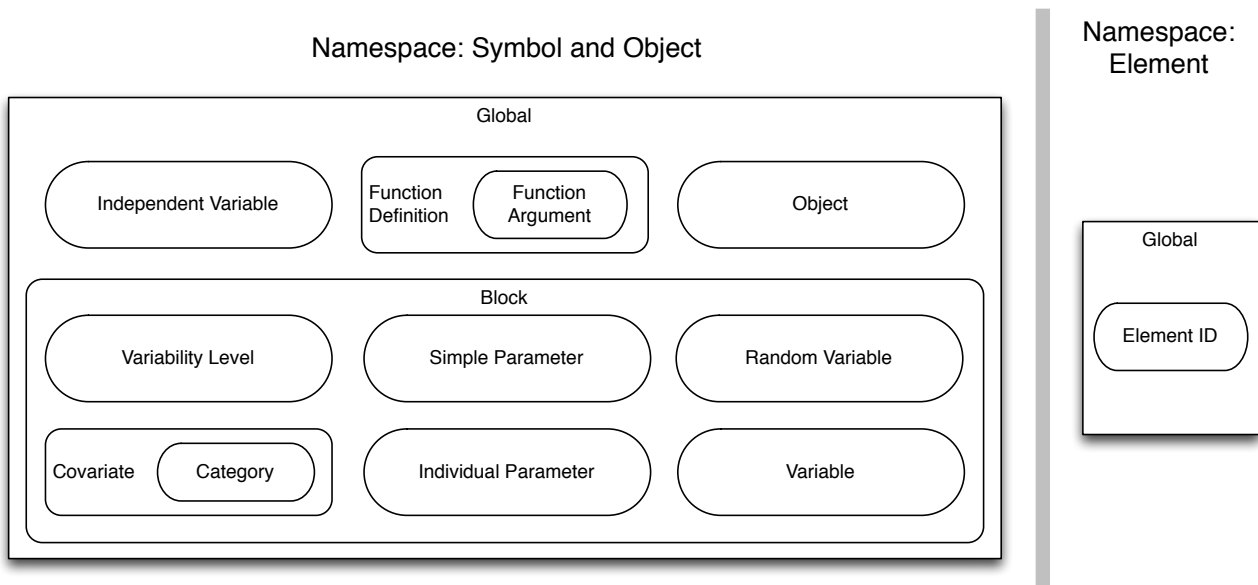 Namespace: Symbol and Object
Global
Independent Variable
Function
Definition
Function
Argument
Object
Block
Variability Level
Simple Parameter
Random Variable
Covariate
Category
Individual Parameter
Variable
Namespace:
Element
Global
Element ID